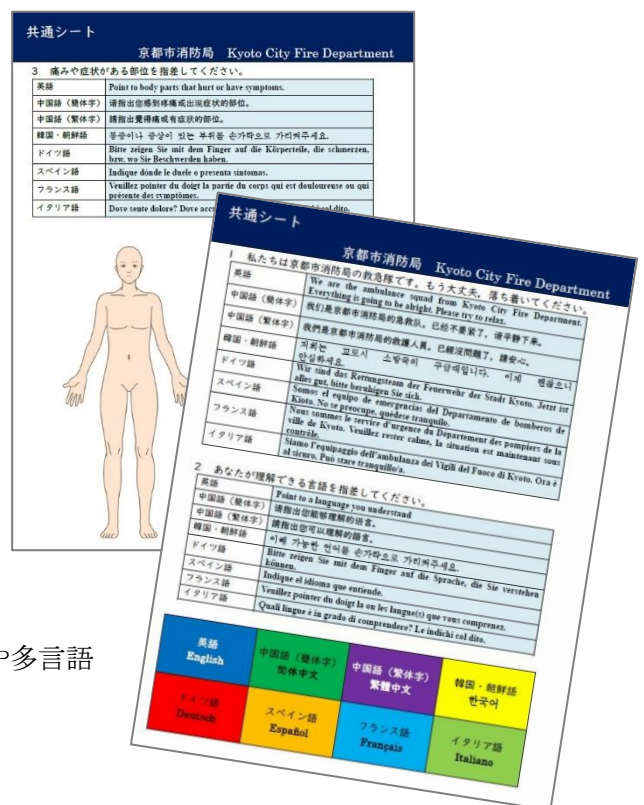 共通シート
京都市消防局 Kyoto City Fire Department
3 痛みや症状がある部位を指差してください。
英語 Point to body parts that hurt or have symptoms.
中国語（簡体字） 请指出您感到疼痛或出现症状的部位。
中国語（繁体字） 請指出覺得痛或有症狀的部位。
韓国・朝鮮語 통증이나 증상이 있는 부위를 손가락으로 가리켜주세요.
ドイツ語 Bitte zeigen Sie mit dem Finger auf die Körperteile, die schmerzen,
bzw. wo Sie Beschwerden haben.
スペイン語 Indique dónde le duele o presenta síntomas.
フランス語 Veuillez pointer du doigt la partie du corps qui est douloureuse ou qui
présente des symptômes.
イタリア語 Dove sente dolore? Dove col dito.
共通シート
京都市消防局 Kyoto City Fire Department
1 私たちは京都市消防局の救急隊です。もう大丈夫，落ち着いてください。
英語 We are the ambulance squad from Kyoto City Fire Department.
Everything is going to be alright. Please try to relax.
中国語（簡体字） 我们是京都市消防局的急救队。已经不要紧了，请平静下来。
中国語（繁体字） 我們是京都市消防局的救護人員。已經沒問題了，請安心。
韓国・朝鮮語 저희는 교토시 소방국의 구급대입니다. 이제 괜찮으니
안심하세요.
ドイツ語 Wir sind das Rettungsteam der Feuerwehr der Stadt Kyoto. Jetzt ist
alles gut, bitte beruhigen Sie sich.
スペイン語 Somos el equipo de emergencias del Departamento de bomberos de
Kioto. No se preocupe, quédese tranquilo.
フランス語 Nous sommes le service d'urgence du Département des pompiers de la
ville de Kyoto. Veuillez rester calme, la situation est maintenant sous
contrôle.
イタリア語 Siamo l'equipaggio dell'ambulanza dei Vigili del Fuoco di Kyoto. Ora è
al sicuro. Può stare tranquillo/a.
2 あなたが理解できる言語を指差してください。
英語 Point to a language you understand
中国語（簡体字） 请指出您能够理解的语言。
中国語（繁体字） 請指出您可以理解的語言。
韓国・朝鮮語 이해 가능한 언어를 손가락으로 가리켜주세요.
ドイツ語 Bitte zeigen Sie mit dem Finger auf die Sprache, die Sie verstehen
können.
スペイン語 Indique el idioma que entiende.
フランス語 Veuillez pointer du doigt la ou les langue(s) que vous comprenez.
イタリア語 Quali lingue è in grado di comprendere? Le indichi col dito.
英語 中国語（簡体字） 中国語（繁体字） 韓国・朝鮮語
English 简体中文 繁體中文 한국어
ドイツ語 スペイン語 フランス語 イタリア語
Deutsch Español Français Italiano
多言語